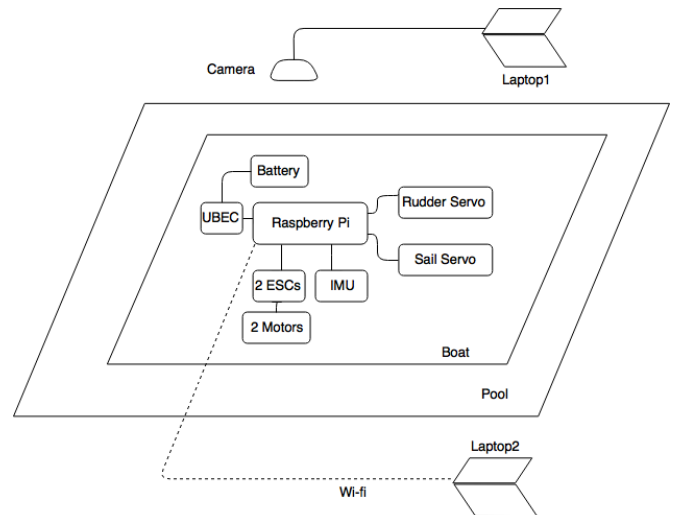 Camera
Laptop1
Battery
UBEC
Raspberry Pi
Rudder Servo
Sail Servo
2 ESCs
IMU
2 Motors
Boat
Pool
Laptop2
Wi-fi